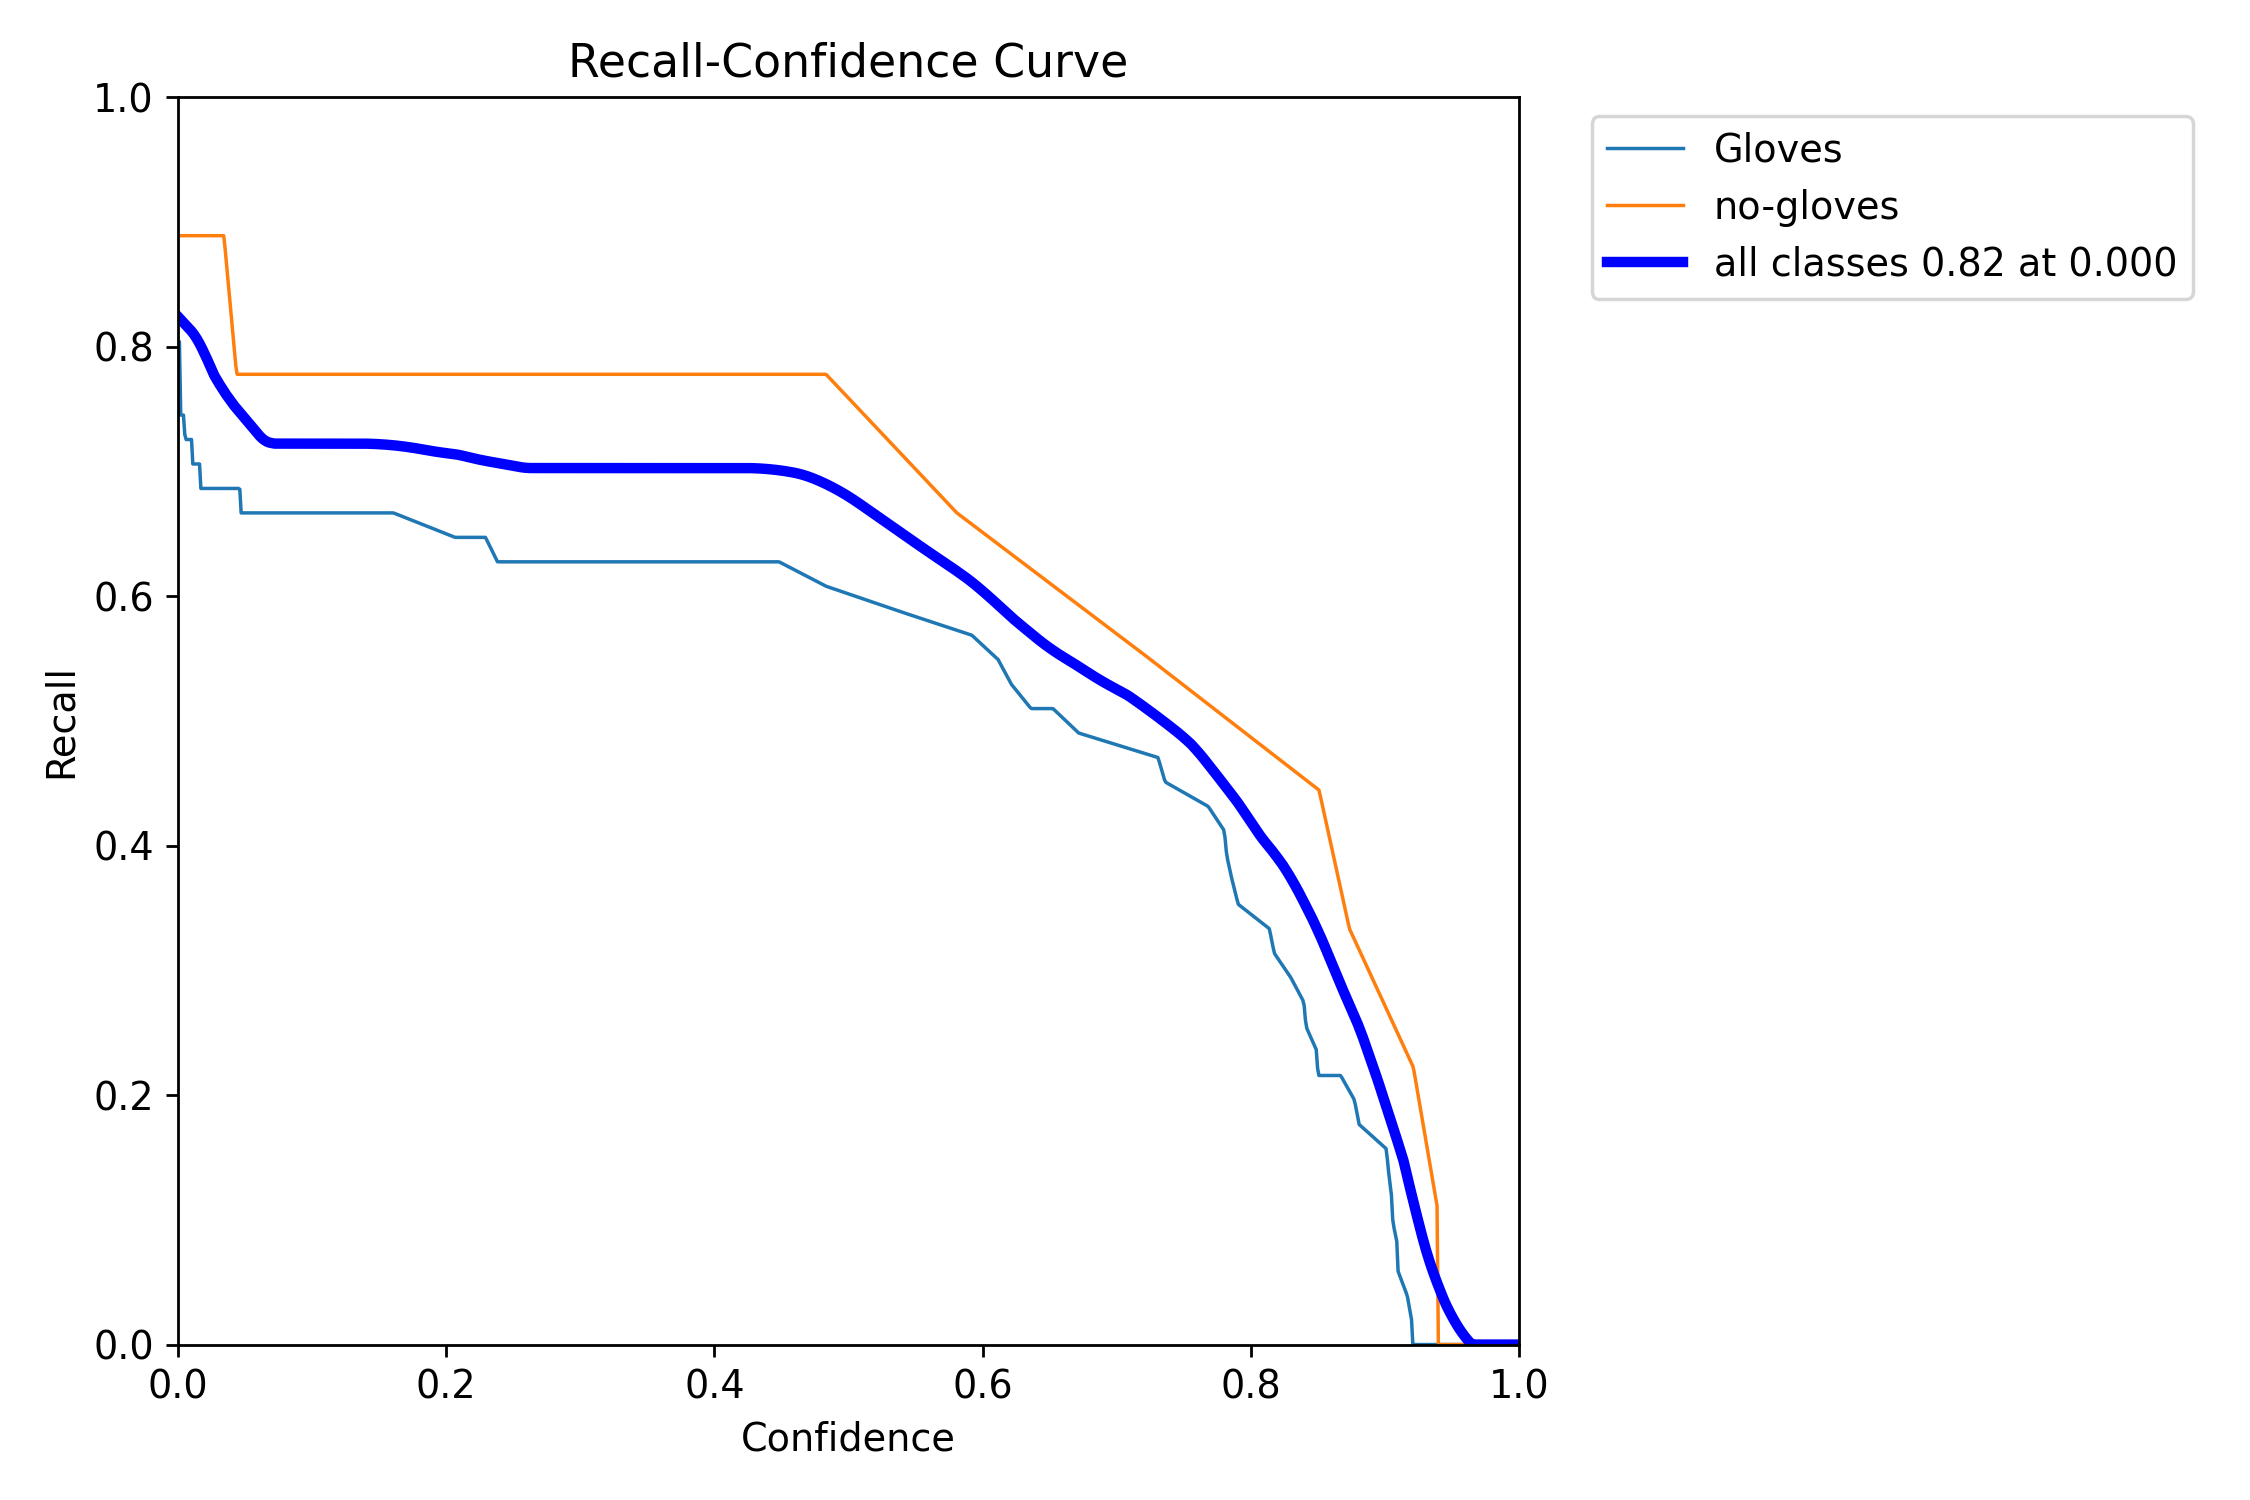 Recall-Confidence Curve
1.0
0.8
0.6
0.4
0.2
0.0
Recall
0.0 0.2 0.4 0.6 0.8 1.0
Confidence
Gloves
no-gloves
all classes 0.82 at 0.000